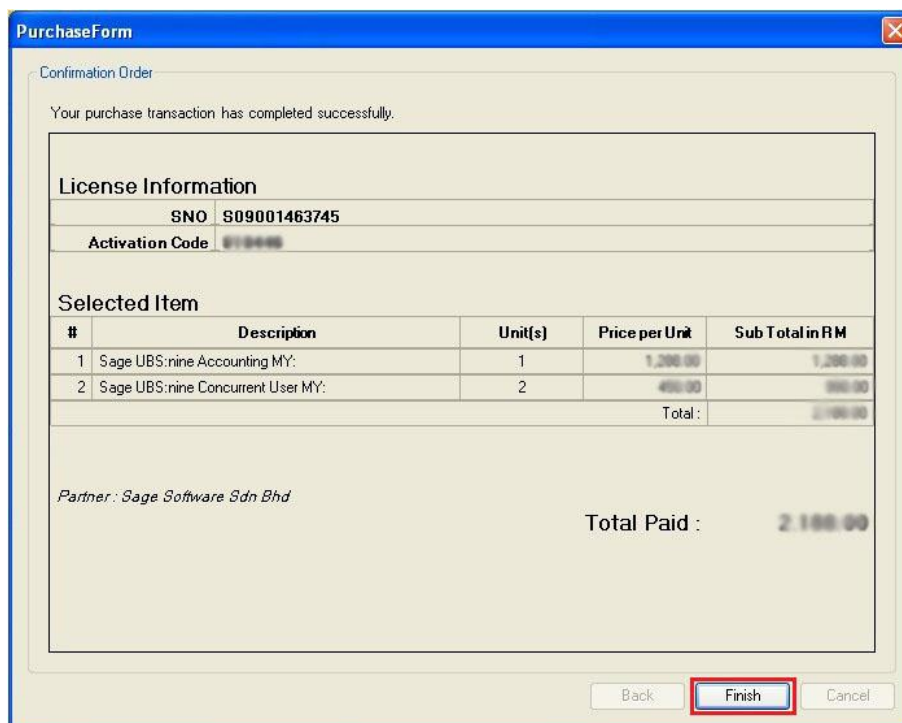 PurchaseForm
Confirmation Order
Your purchase transaction has completed successfully.
License Information
SNO S09001463745
Activation Code
Selected Item
# Description Unit(s) Price per Unit Sub Total in RM
1 Sage UBS:nine Accounting MY: 1
2 Sage UBS:nine Concurrent User MY: 2
Total :
Partner : Sage Software Sdn Bhd
Total Paid :
Back Finish Cancel